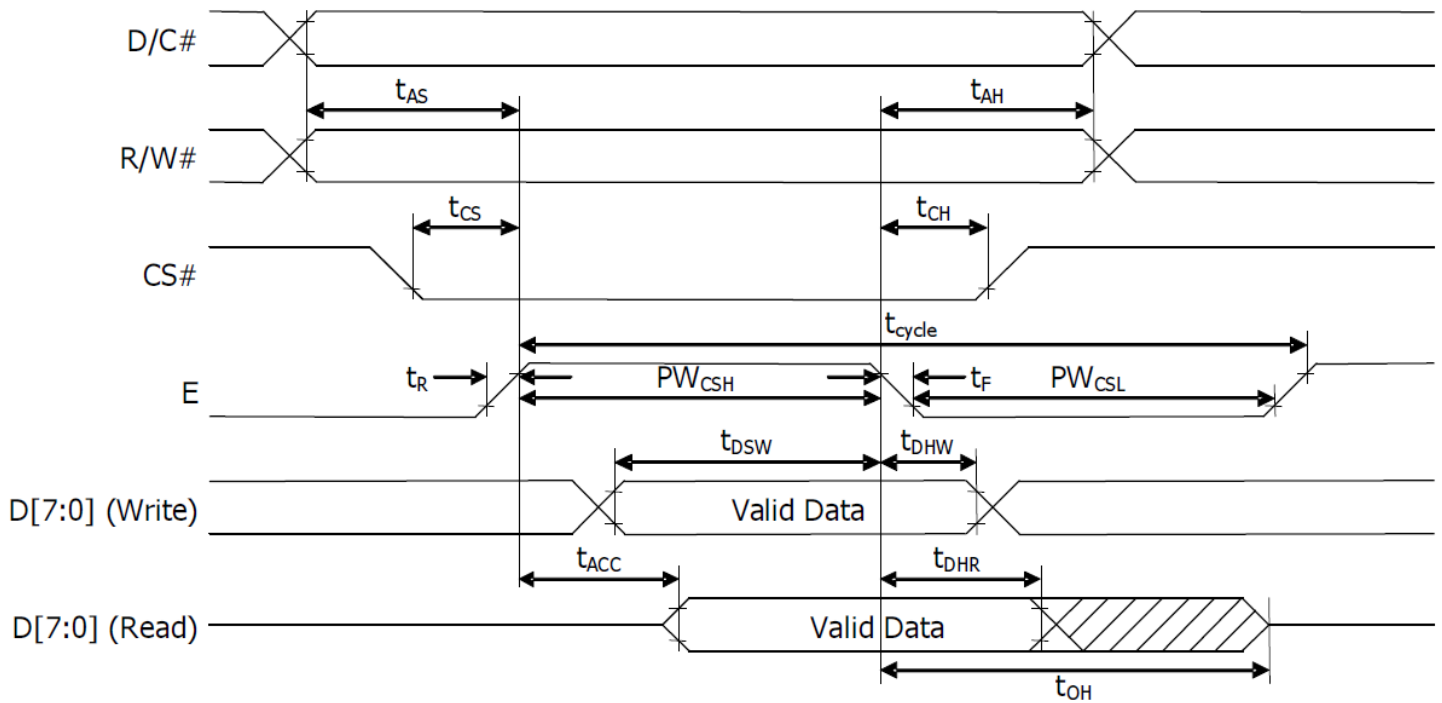 D/C#
tAS
tAH
R/W#
tCS
tCH
CS#
tcycle
tR
PWCSH
tF
PWCSL
E
tDSW
tDHW
D[7:0] (Write)
Valid Data
tACC
tDHR
D[7:0] (Read)
Valid Data
tOH